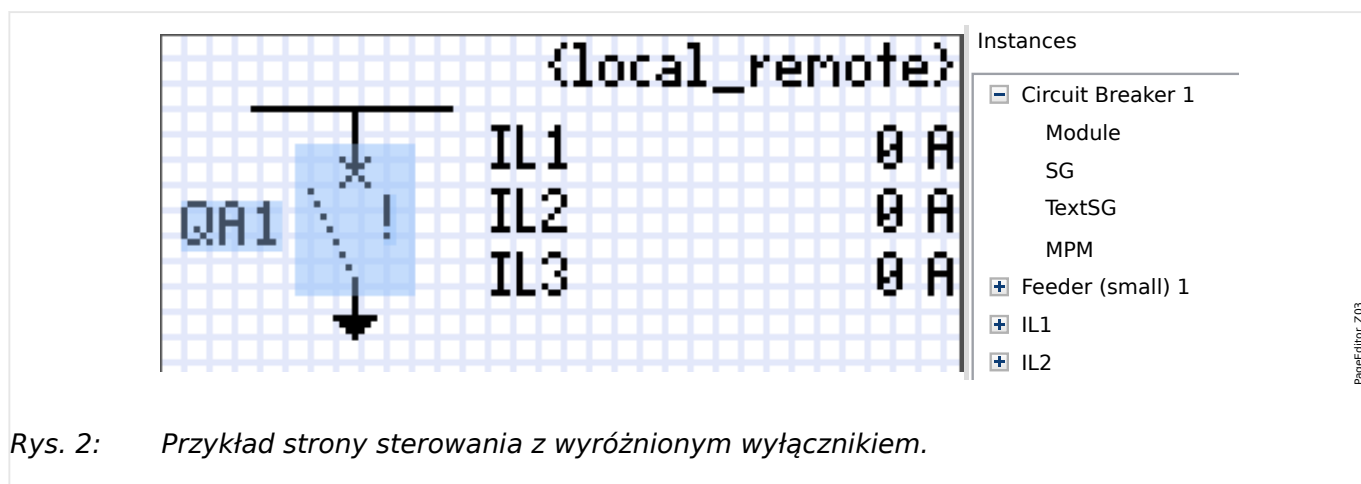 {local_remote}
IL1 0 A
QA1 ! IL2 0 A
IL3 0 A
Instances
Circuit Breaker 1
Module
SG
TextSG
MPM
Feeder (small) 1
IL1
IL2
PageEditor_Z03
Rys. 2: Przykład strony sterowania z wyróżnionym wyłącznikiem.